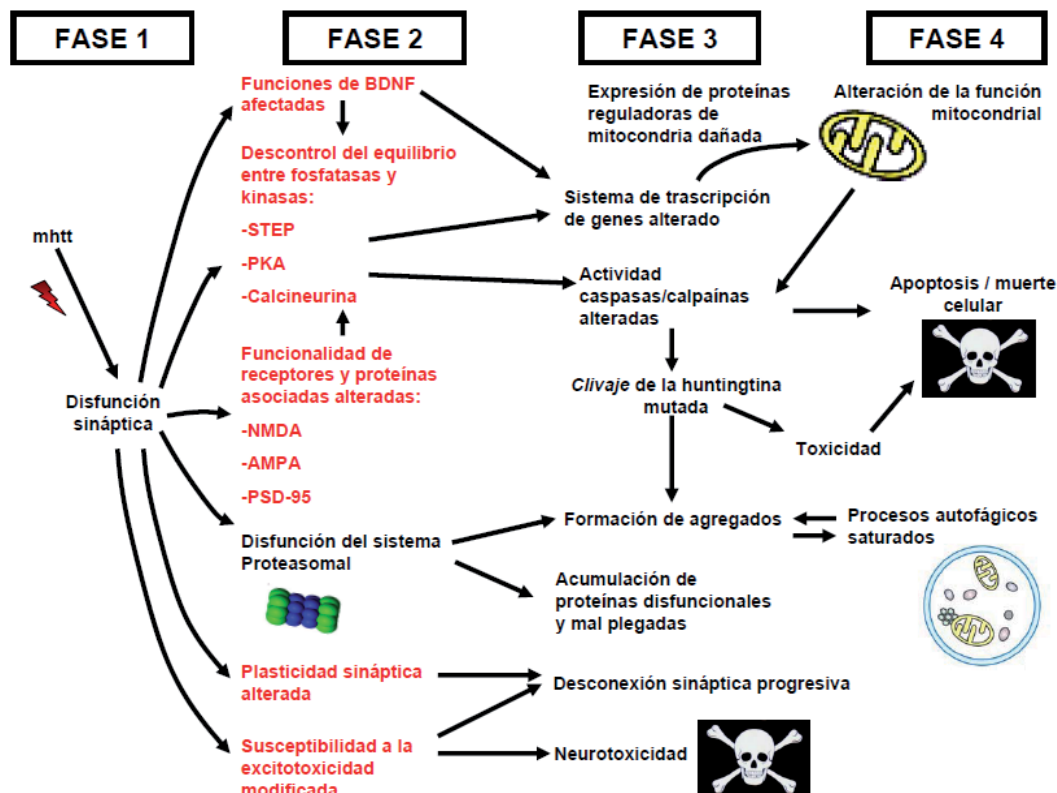 FASE 1
FASE 2
FASE 3
FASE 4
mhtt
Disfunción
sináptica
Funciones de BDNF
afectadas
Descontrol del equilibrio
entre fosfatasas y
kinasas:
-STEP
-PKA
-Calcineurina
Funcionalidad de
receptores y proteínas
asociadas alteradas:
-NMDA
-AMPA
-PSD-95
Disfunción del sistema
Proteasomal
Plasticidad sináptica
alterada
Susceptibilidad a la
excitotoxicidad
modificada
Expresión de proteínas
reguladoras de
mitocondria dañada
Sistema de trascripción
de genes alterado
Actividad
caspasas/calpaínas
alteradas
Clivaje de la huntingtina
mutada
Formación de agregados
Acumulación de
proteínas disfuncionales
y mal plegadas
Desconexión sináptica progresiva
Neurotoxicidad
Alteración de la función
mitocondrial
Apoptosis / muerte
celular
Toxicidad
Procesos autofágicos
saturados